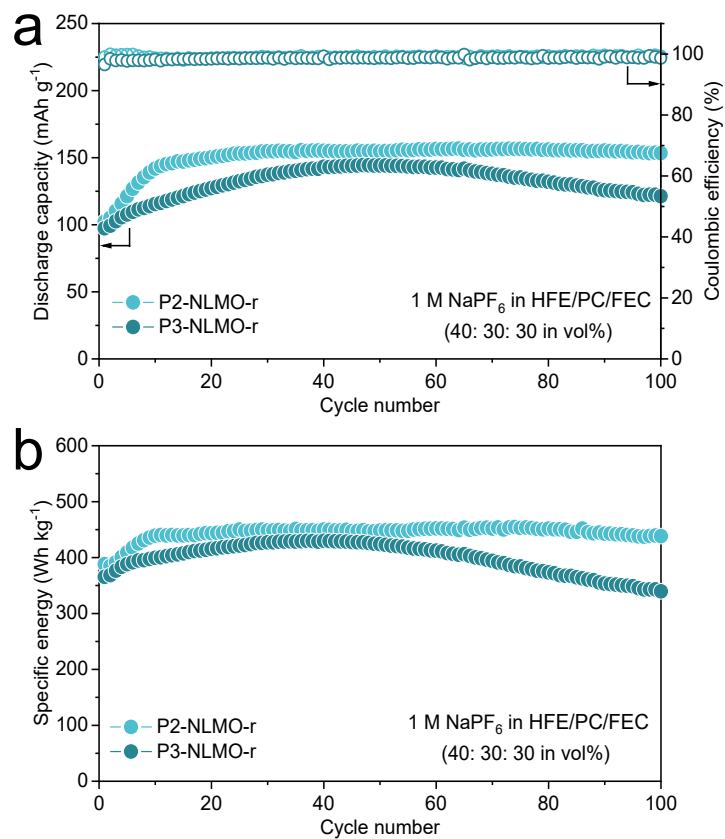 a
250
200
150
100
50
0
Discharge capacity (mAh g⁻¹)
100
80
60
40
20
0
Coulombic efficiency (%)
P2-NLMO-r
P3-NLMO-r
1 M NaPF₆ in HFE/PC/FEC
(40: 30: 30 in vol%)
0 20 40 60 80 100
Cycle number
b
600
500
400
300
200
100
0
Specific energy (Wh kg⁻¹)
P2-NLMO-r
P3-NLMO-r
1 M NaPF₆ in HFE/PC/FEC
(40: 30: 30 in vol%)
0 20 40 60 80 100
Cycle number